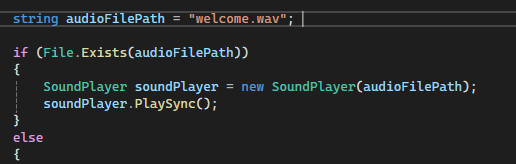 string audioFilePath = "welcome.wav";
if (File.Exists(audioFilePath))
{
    SoundPlayer soundPlayer = new SoundPlayer(audioFilePath);
    soundPlayer.PlaySync();
}
else
{